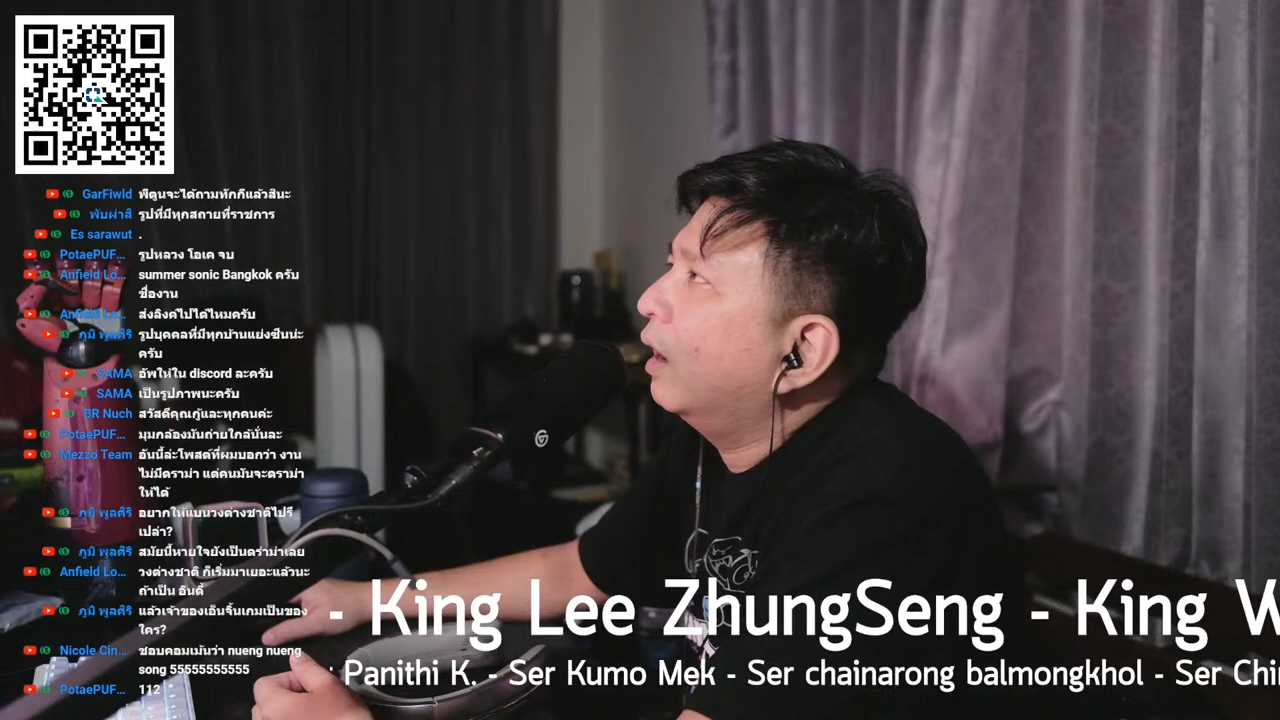 GarFiwld พี่ตูนจะได้ถามทักก็แล้วสินะ
พับผ่าสิ รูปที่มีทุกสถายที่ราชการ
Es sarawut .
PotaePUF... รูปหลวง โอเค จบ
Anfield Lo... summer sonic Bangkok ครับ
ชื่องาน
ส่งลิงค์ไปได้ไหมครับ
ภูมิ พูลศิริ รูปบุคคลที่มีทุกบ้านแย่งซีนน่ะ
ครับ
SAMA อัพให้ใน discord ละครับ
SAMA เป็นรูปภาพนะครับ
BR Nuch สวัสดีคุณกู้และทุกคนค่ะ
PotaePUF... มุมกล้องมันถ่ายใกล้นั่นละ
Mezzo Team อันนี้ล่ะโพสต์ที่ผมบอกว่า งาน
ไม่มีดราม่า แต่คนมันจะดราม่า
ให้ได้
ภูมิ พูลศิริ อยากให้แบนวงต่างชาติไปรึ
เปล่า?
ภูมิ พูลศิริ สมัยนี้หายใจยังเป็นดร่าม่าเลย
Anfield Lo... วงต่างชาติ ก็เริ่มมาเยอะแล้วนะ
ถ้าเป็น อินดี้
ภูมิ พูลศิริ แล้วเจ้าของเอ้นจิ้นเกมเป็นของ
ใคร?
Nicole Cin... ชอบคอมเม้นว่า nueng nueng
song 55555555555
PotaePUF... 112
- King Lee ZhungSeng - King W
: Panithi K. - Ser Kumo Mek - Ser chainarong balmongkhol - Ser Chi